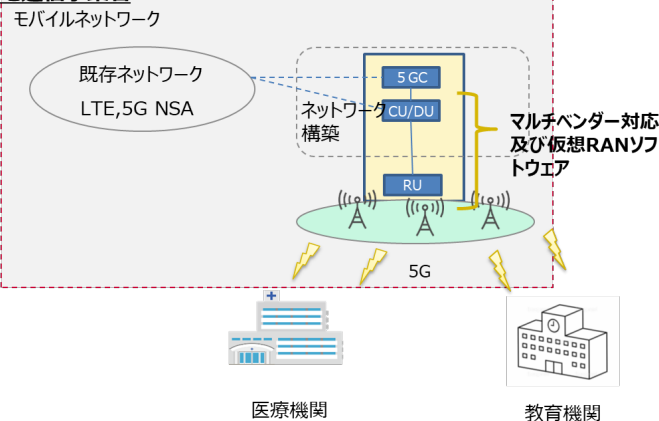 モバイルネットワーク
既存ネットワーク
LTE,5G NSA
5 GC
CU/DU
ネットワーク
構築
RU
マルチベンダー対応
及び仮想RANソフ
トウェア
5G
医療機関
教育機関